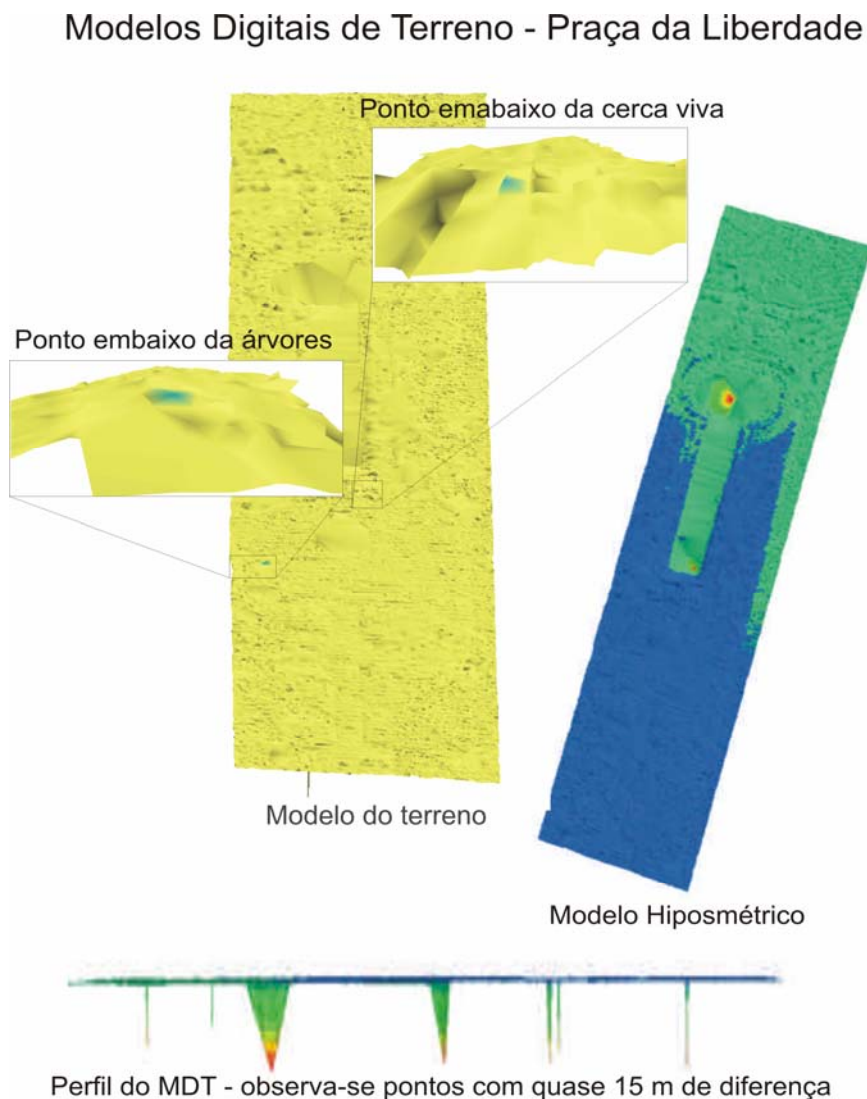 Modelos Digitais de Terreno - Praça da Liberdade
Ponto emabaixo da cerca viva
Ponto embaixo da árvores
Modelo do terreno
Modelo Hiposmétrico
Perfil do MDT - observa-se pontos com quase 15 m de diferença